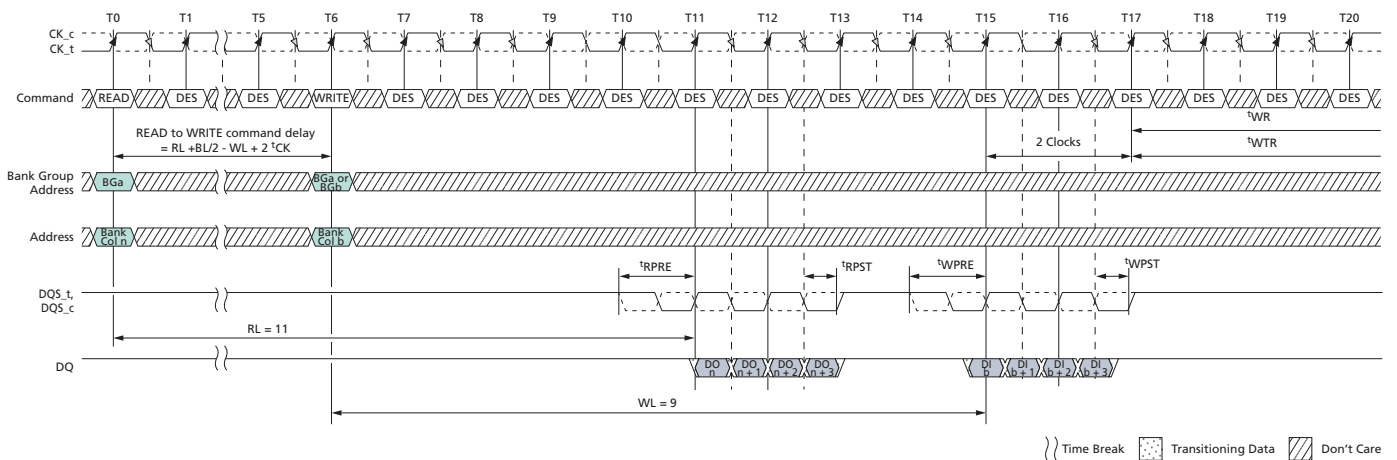 T0 T1 T5 T6 T7 T8 T9 T10 T11 T12 T13 T14 T15 T16 T17 T18 T19 T20
CK_c
CK_t
Command READ DES DES WRITE DES DES DES DES DES DES DES DES DES DES DES DES DES DES
READ to WRITE command delay
= RL +BL/2 - WL + 2 tCK
2 Clocks
tWR
tWTR
Bank Group
Address
BGa
BGa or
BGb
Address
Bank
Col n
Bank
Col b
tRPRE
tRPST
tWPRE
tWPST
DQS_t,
DQS_c
RL = 11
DQ
DO
n
DO
n + 1
DO
n + 2
DO
n + 3
DI
b
DI
b + 1
DI
b + 2
DI
b + 3
WL = 9
Time Break Transitioning Data Don't Care